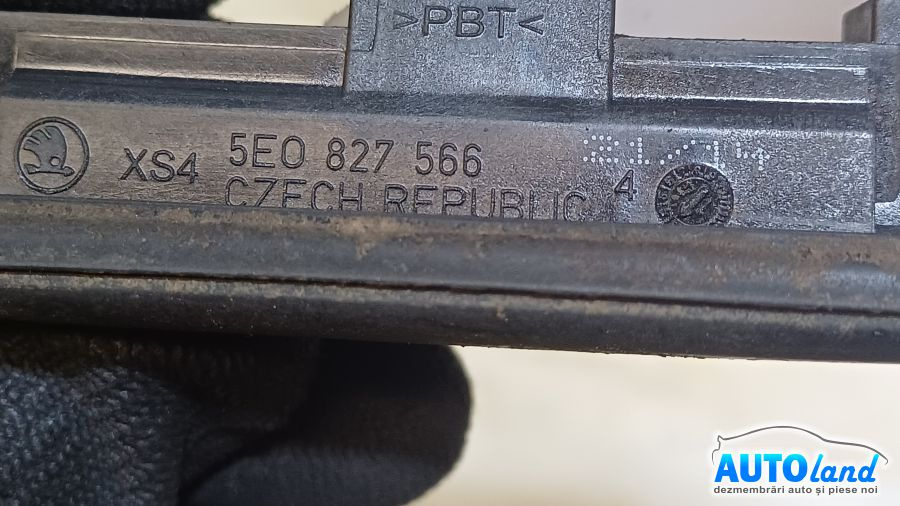 >PBT<
XS4 5E0 827 566
CZECH REPUBLIC 4
AUTOland
dezmembrări auto și piese noi